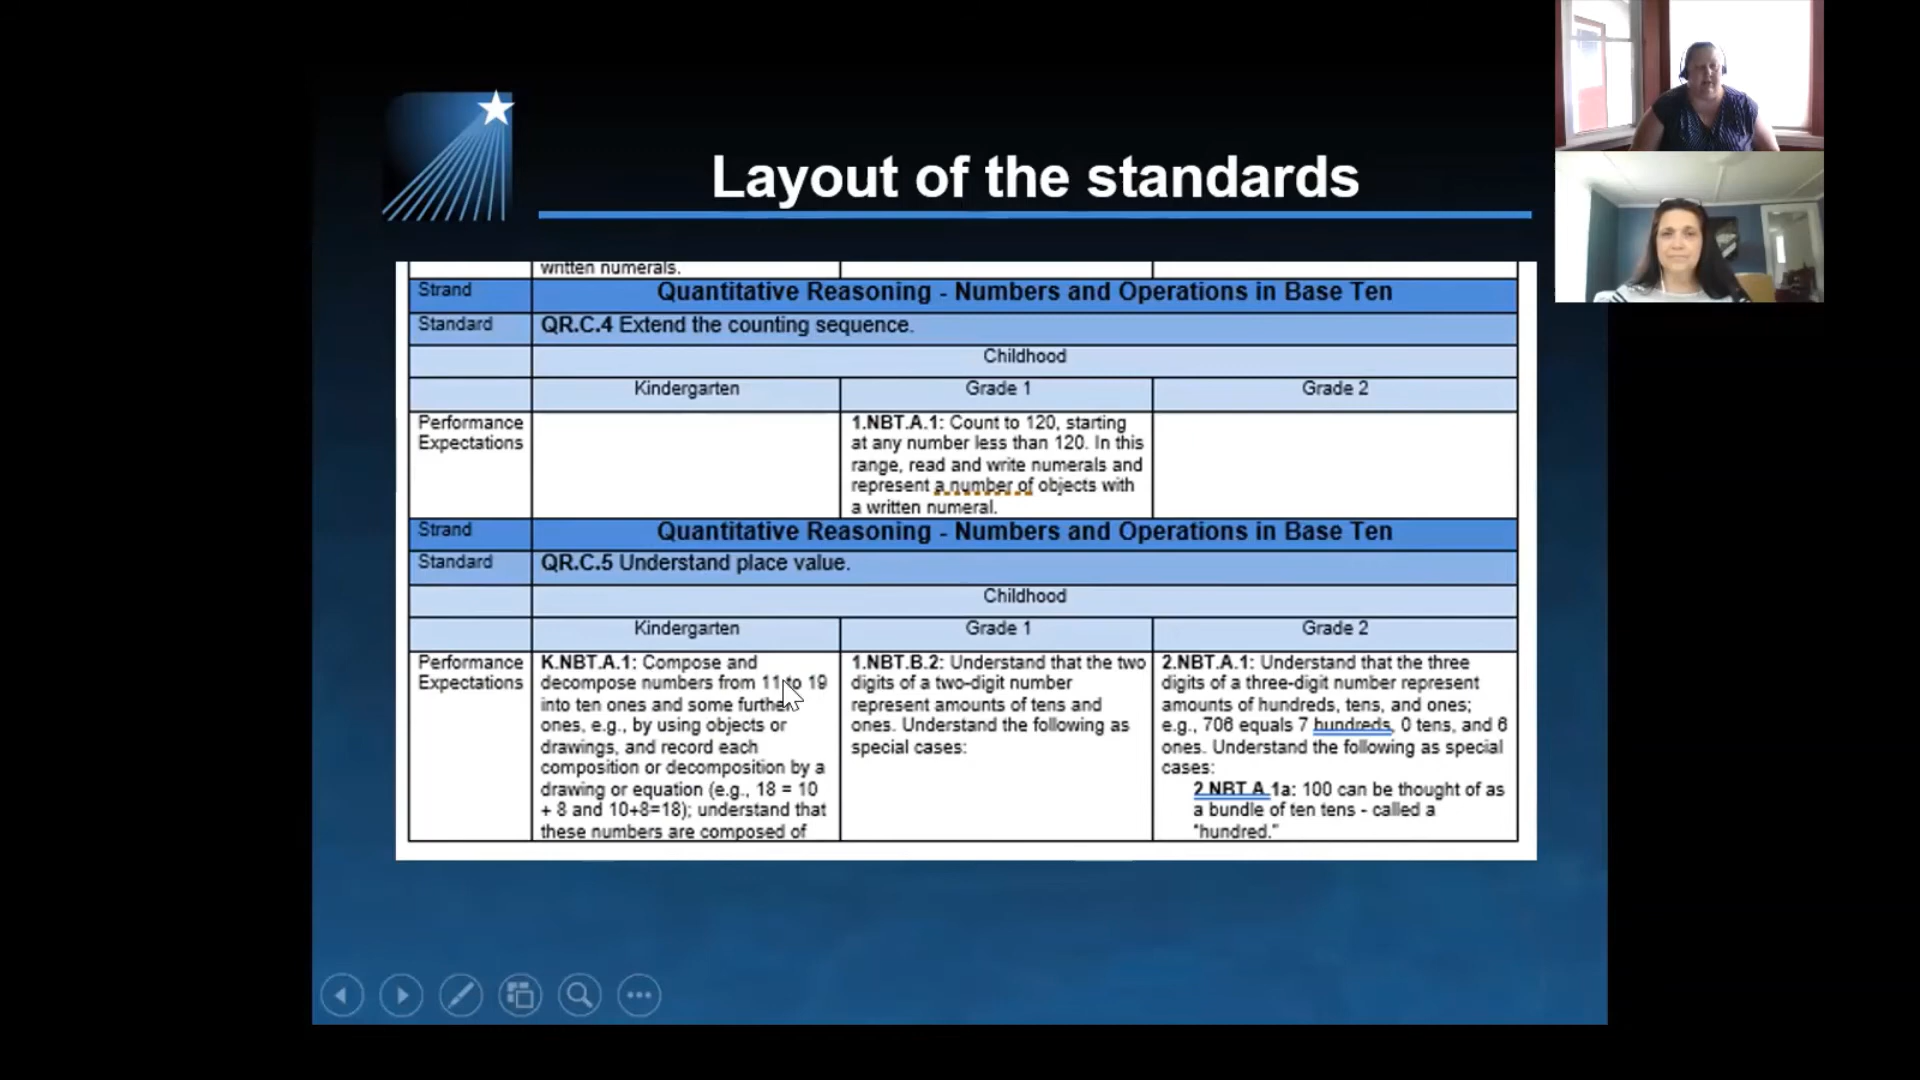 Layout of the standards
written numerals.
Strand
Quantitative Reasoning - Numbers and Operations in Base Ten
Standard
QR.C.4 Extend the counting sequence.
Childhood
Kindergarten
Grade 1
Grade 2
Performance
Expectations
1.NBT.A.1: Count to 120, starting
at any number less than 120. In this
range, read and write numerals and
represent a number of objects with
a written numeral.
Strand
Quantitative Reasoning - Numbers and Operations in Base Ten
Standard
QR.C.5 Understand place value.
Childhood
Kindergarten
Grade 1
Grade 2
Performance
Expectations
K.NBT.A.1: Compose and
decompose numbers from 11 to 19
into ten ones and some further
ones, e.g., by using objects or
drawings, and record each
composition or decomposition by a
drawing or equation (e.g., 18 = 10
+ 8 and 10+8=18); understand that
these numbers are composed of
1.NBT.B.2: Understand that the two
digits of a two-digit number
represent amounts of tens and
ones. Understand the following as
special cases:
2.NBT.A.1: Understand that the three
digits of a three-digit number represent
amounts of hundreds, tens, and ones;
e.g., 706 equals 7 hundreds, 0 tens, and 6
ones. Understand the following as special
cases:
2.NBT.A.1a: 100 can be thought of as
a bundle of ten tens - called a
"hundred."